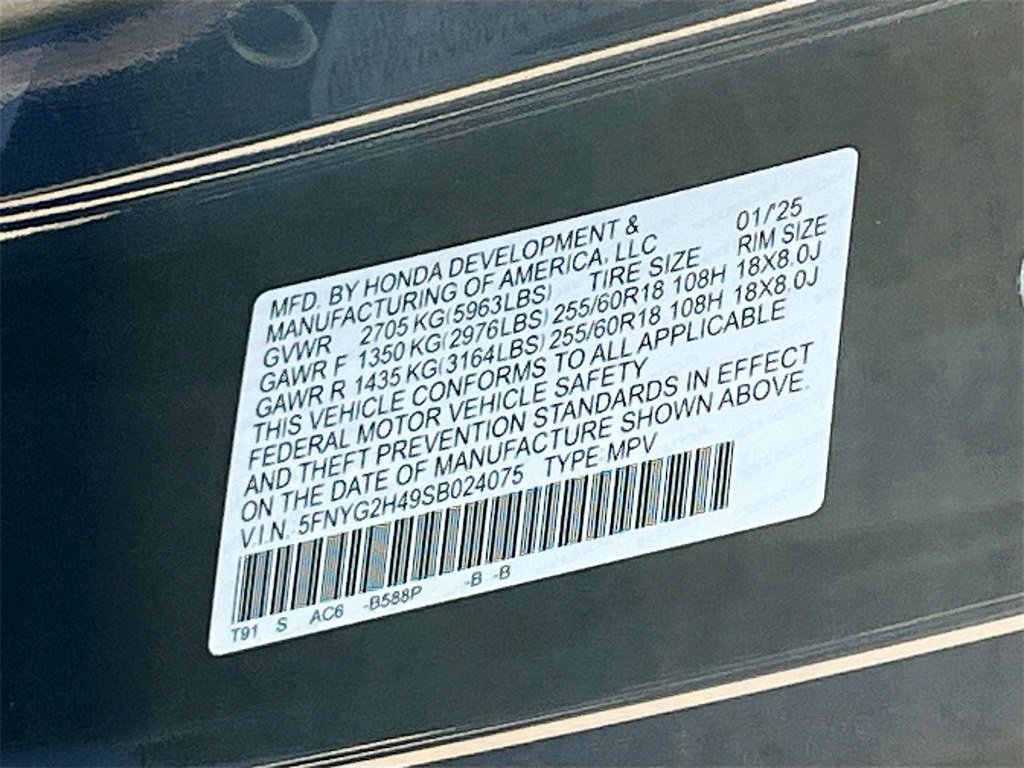 MFD. BY HONDA DEVELOPMENT & 01/'25
MANUFACTURING OF AMERICA, LLC RIM SIZE
GVWR 2705 KG(5963LBS) TIRE SIZE
GAWR F 1350 KG(2976LBS) 255/60R18 108H 18X8.0J
GAWR R 1435 KG(3164LBS) 255/60R18 108H 18X8.0J
THIS VEHICLE CONFORMS TO ALL APPLICABLE
FEDERAL MOTOR VEHICLE SAFETY
AND THEFT PREVENTION STANDARDS IN EFFECT
ON THE DATE OF MANUFACTURE SHOWN ABOVE.
V.I.N. 5FNYG2H49SB024075 TYPE MPV
T91 S AC6 -B588P -B -B